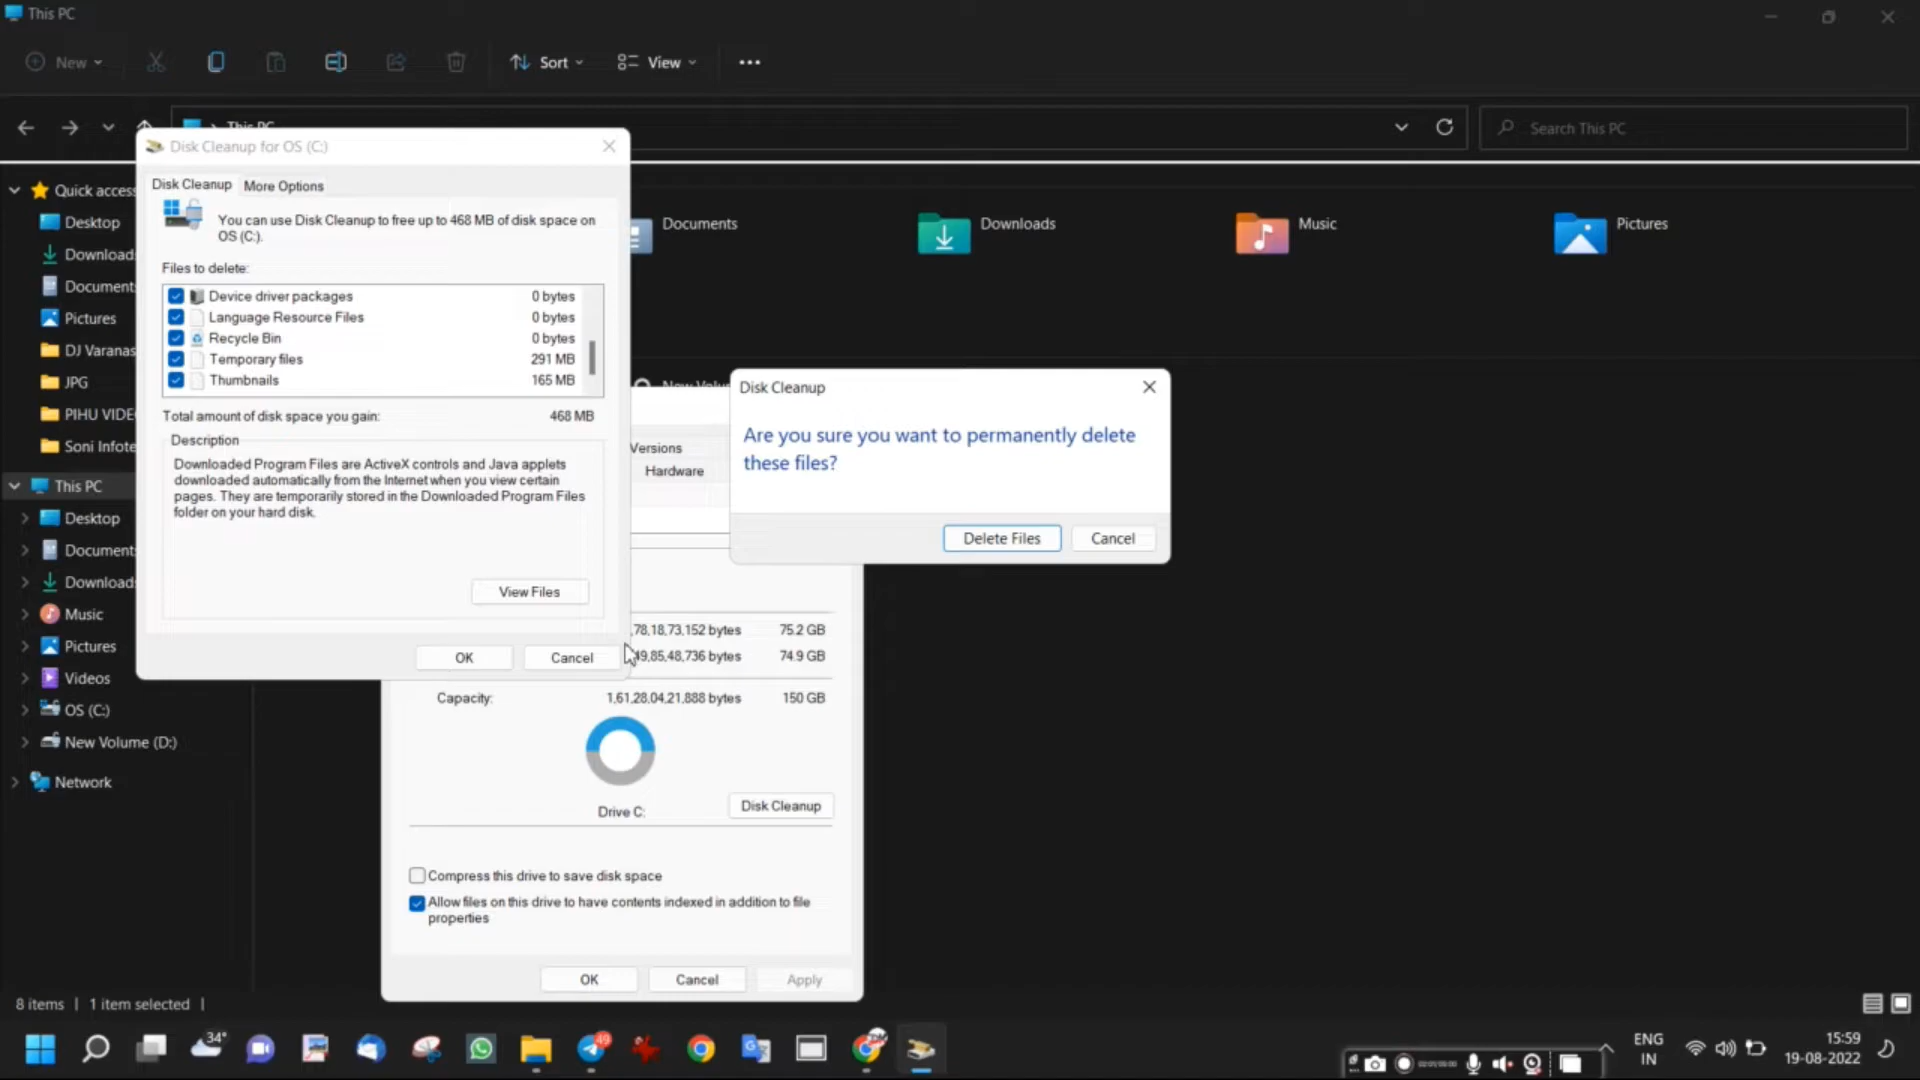 This PC
New
Sort
View
This PC
Search This PC
Quick access
Desktop
Download
Document
Pictures
DJ Varanas
JPG
PIHU VIDE
Soni Infote
This PC
Desktop
Document
Download
Music
Pictures
Videos
OS (C:)
New Volume (D:)
Network
8 items
1 item selected
Documents
Downloads
Music
Pictures
New Volu
Disk Cleanup for OS (C:)
Disk Cleanup
More Options
You can use Disk Cleanup to free up to 468 MB of disk space on
OS (C:).
Files to delete:
Device driver packages 0 bytes
Language Resource Files 0 bytes
Recycle Bin 0 bytes
Temporary files 291 MB
Thumbnails 165 MB
Total amount of disk space you gain: 468 MB
Description
Downloaded Program Files are ActiveX controls and Java applets
downloaded automatically from the Internet when you view certain
pages. They are temporarily stored in the Downloaded Program Files
folder on your hard disk.
View Files
OK
Cancel
Disk Cleanup
Are you sure you want to permanently delete
these files?
Delete Files
Cancel
Versions
Hardware
,78,18,73,152 bytes 75.2 GB
49,85,48,736 bytes 74.9 GB
Capacity: 1,61,28,04,21,888 bytes 150 GB
Drive C:
Disk Cleanup
Compress this drive to save disk space
Allow files on this drive to have contents indexed in addition to file
properties
OK
Cancel
Apply
34°
49
ENG
IN
15:59
19-08-2022